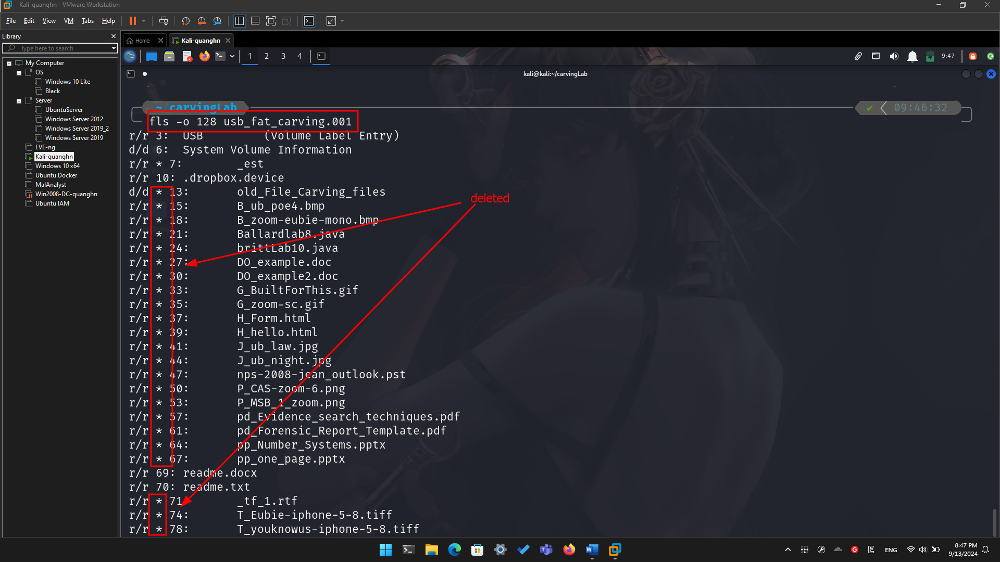 Kali-quanghn - VMware Workstation
File Edit View VM Tabs Help
Library
Type here to search
My Computer
OS
Windows 10 Lite
Black
Server
UbuntuServer
Windows Server 2012
Windows Server 2019_2
Windows Server 2019
EVE-ng
Kali-quanghn
Windows 10 x64
Ubuntu Docker
MalAnalyst
Win2008-DC-quanghn
Ubuntu IAM
Home
Kali-quanghn
1 2 3 4
9:47
kali@kali:~/carvingLab
~/carvingLab
09:46:32
fls -o 128 usb_fat_carving.001
r/r 3: USB (Volume Label Entry)
d/d 6: System Volume Information
r/r * 7: _est
r/r 10: .dropbox.device
d/d * 13: old_File_Carving_files
r/r * 15: B_ub_poe4.bmp
r/r * 18: B_zoom-eubie-mono.bmp
r/r * 21: Ballardlab8.java
r/r * 24: brittLab10.java
r/r * 27: DO_example.doc
r/r * 30: DO_example2.doc
r/r * 33: G_BuiltForThis.gif
r/r * 35: G_zoom-sc.gif
r/r * 37: H_Form.html
r/r * 39: H_hello.html
r/r * 41: J_ub_law.jpg
r/r * 44: J_ub_night.jpg
r/r * 47: nps-2008-jean_outlook.pst
r/r * 50: P_CAS-zoom-6.png
r/r * 53: P_MSB_1_zoom.png
r/r * 57: pd_Evidence_search_techniques.pdf
r/r * 61: pd_Forensic_Report_Template.pdf
r/r * 64: pp_Number_Systems.pptx
r/r * 67: pp_one_page.pptx
r/r 69: readme.docx
r/r 70: readme.txt
r/r * 71 _tf_1.rtf
r/r * 74: T_Eubie-iphone-5-8.tiff
r/r * 78: T_youknowus-iphone-5-8.tiff
deleted
ENG
8:47 PM
9/13/2024